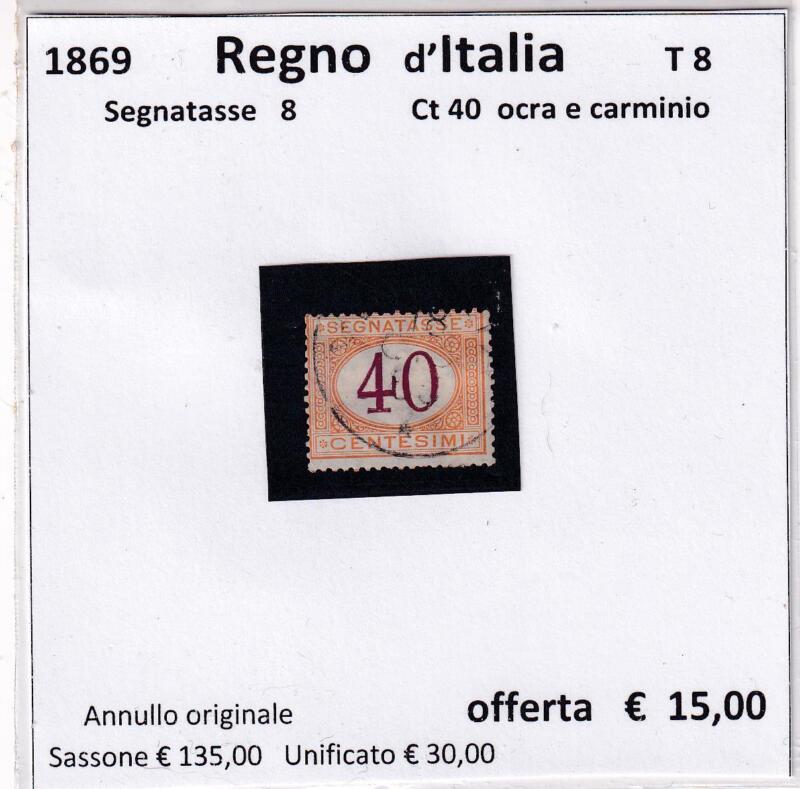 1869 Regno d'Italia T 8
Segnatasse 8 Ct 40 ocra e carminio
SEGNATASSE
40
CENTESIMI
Annullo originale offerta € 15,00
Sassone € 135,00 Unificato € 30,00